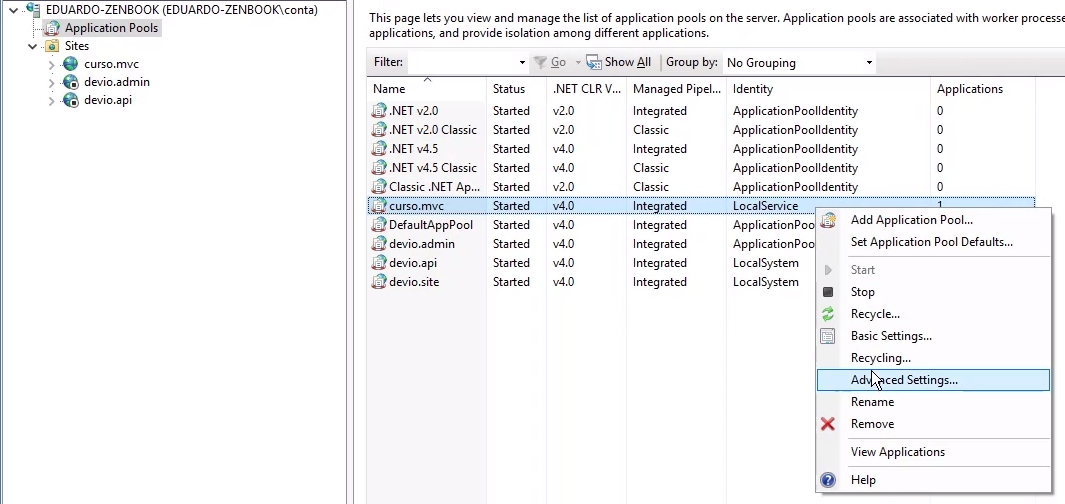 EDUARDO-ZENBOOK (EDUARDO-ZENBOOK\conta)
Application Pools
Sites
curso.mvc
devio.admin
devio.api
This page lets you view and manage the list of application pools on the server. Application pools are associated with worker processe
applications, and provide isolation among different applications.
Filter: Go Show All Group by: No Grouping
Name Status .NET CLR V... Managed Pipel... Identity Applications
.NET v2.0 Started v2.0 Integrated ApplicationPoolIdentity 0
.NET v2.0 Classic Started v2.0 Classic ApplicationPoolIdentity 0
.NET v4.5 Started v4.0 Integrated ApplicationPoolIdentity 0
.NET v4.5 Classic Started v4.0 Classic ApplicationPoolIdentity 0
Classic .NET Ap... Started v2.0 Classic ApplicationPoolIdentity 0
curso.mvc Started v4.0 Integrated LocalService 1
DefaultAppPool Started v4.0 Integrated ApplicationPoo
devio.admin Started v4.0 Integrated ApplicationPoo
devio.api Started v4.0 Integrated LocalSystem
devio.site Started v4.0 Integrated LocalSystem
Add Application Pool...
Set Application Pool Defaults...
Start
Stop
Recycle...
Basic Settings...
Recycling...
Advanced Settings...
Rename
Remove
View Applications
Help